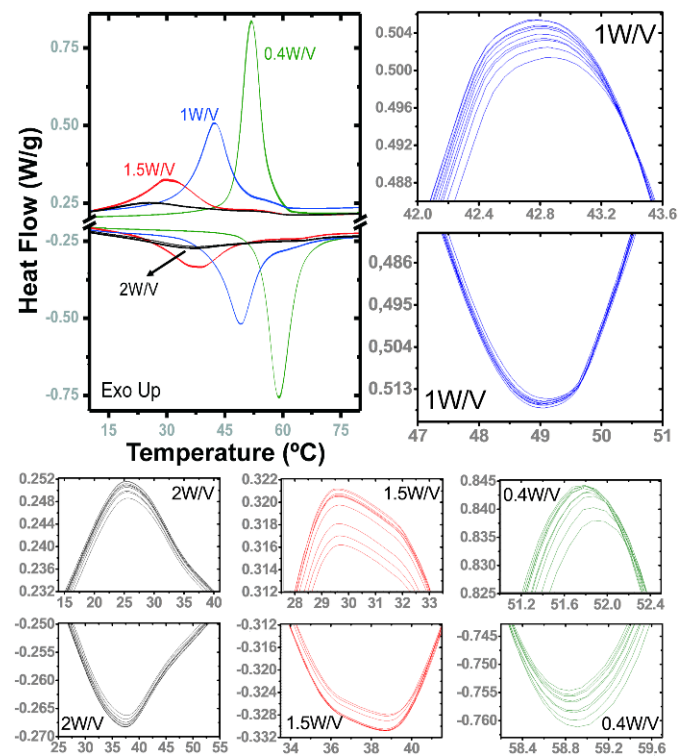 Heat Flow (W/g)
0.75
0.50
0.25
-0.25
-0.50
-0.75
0.4W/V
1W/V
1.5W/V
2W/V
Exo Up
15 30 45 60 75
Temperature (ºC)
1W/V
0.504
0.500
0.496
0.492
0.488
42.0 42.4 42.8 43.2 43.6
0,486
0,495
0,504
0,513
1W/V
47 48 49 50 51
0.252
0.248
0.244
0.240
0.236
0.232
2W/V
15 20 25 30 35 40
0.322
0.320
0.318
0.316
0.314
0.312
1.5W/V
28 29 30 31 32 33
0.845
0.840
0.835
0.830
0.825
0.4W/V
51.2 51.6 52.0 52.4
-0.250
-0.255
-0.260
-0.265
-0.270
2W/V
25 30 35 40 45 50 55
-0.312
-0.316
-0.320
-0.324
-0.328
-0.332
1.5W/V
34 36 38 40
-0.745
-0.750
-0.755
-0.760
0.4W/V
58.4 58.8 59.2 59.6